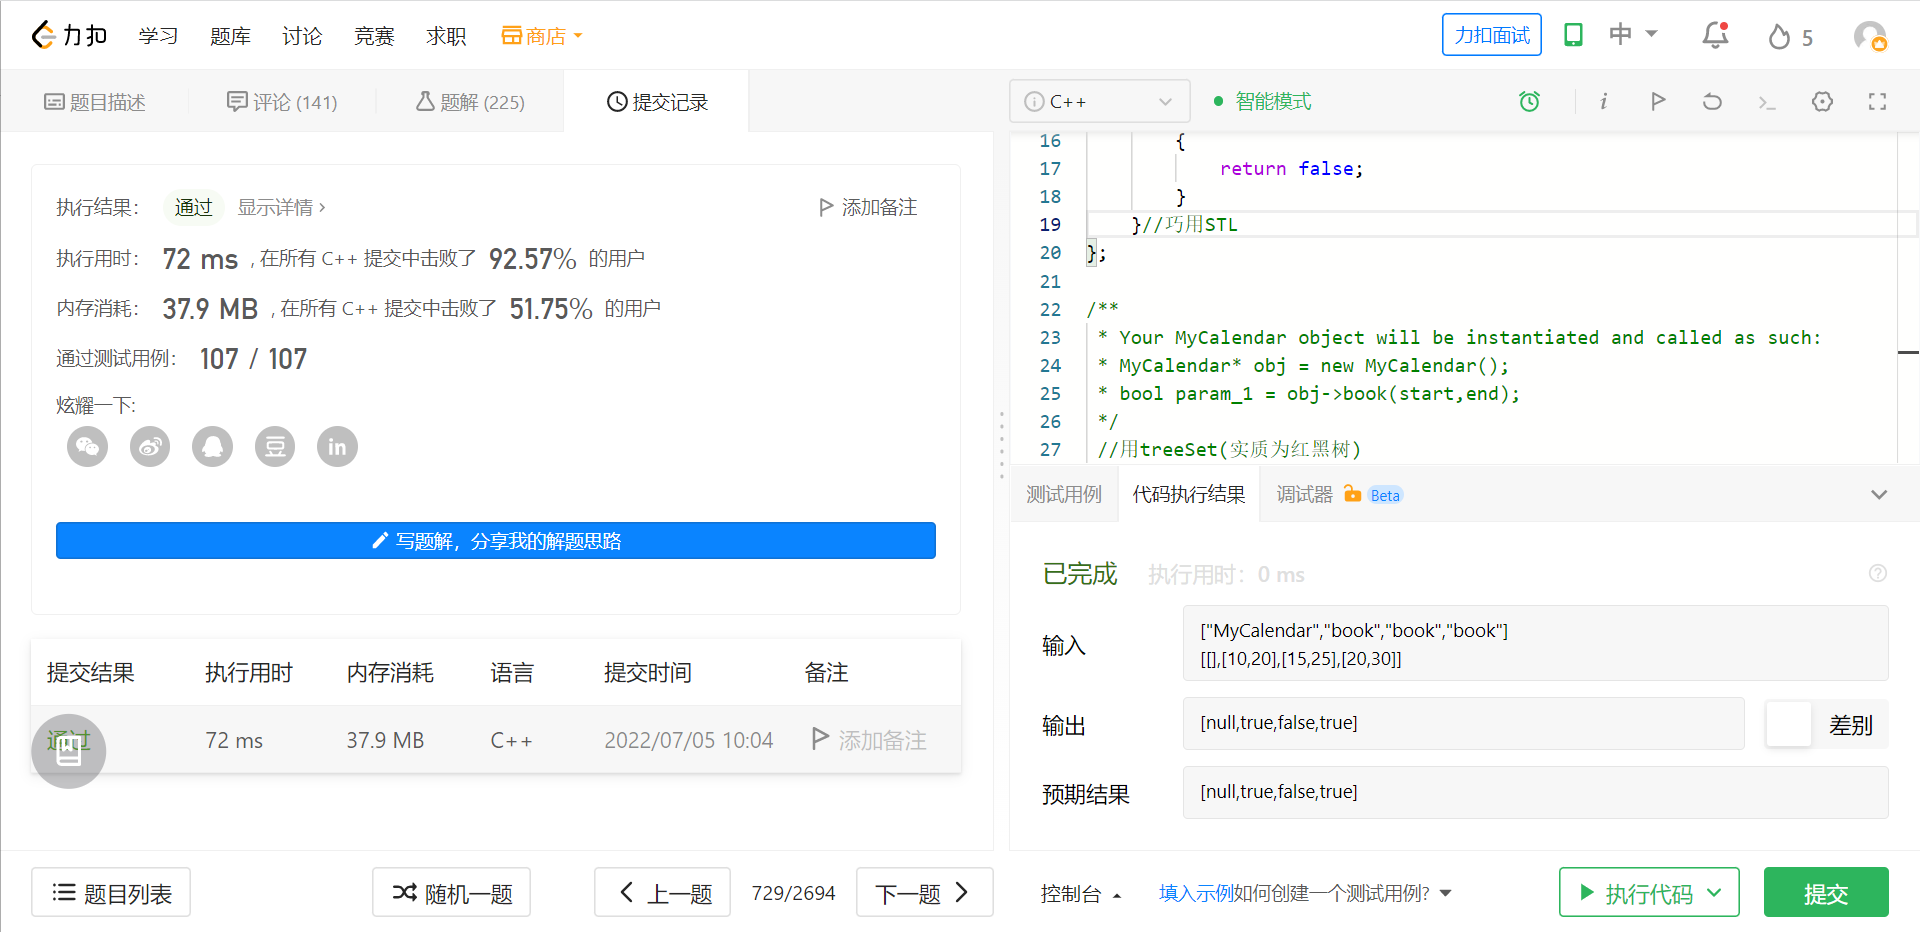 力扣 学习 题库 讨论 竞赛 求职 商店 力扣面试 中 5
题目描述 评论 (141) 题解 (225) 提交记录
执行结果： 通过 显示详情 › 添加备注
执行用时： 72 ms , 在所有 C++ 提交中击败了 92.57% 的用户
内存消耗： 37.9 MB , 在所有 C++ 提交中击败了 51.75% 的用户
通过测试用例： 107 / 107
炫耀一下:
豆 in
写题解，分享我的解题思路
提交结果 执行用时 内存消耗 语言 提交时间 备注
通过 72 ms 37.9 MB C++ 2022/07/05 10:04 添加备注
题目列表 随机一题 上一题 729/2694 下一题
C++ 智能模式 i
16 {
17 return false;
18 }
19 }//巧用STL
20 };
21
22 /**
23 * Your MyCalendar object will be instantiated and called as such:
24 * MyCalendar* obj = new MyCalendar();
25 * bool param_1 = obj->book(start,end);
26 */
27 //用treeSet(实质为红黑树)
测试用例 代码执行结果 调试器 Beta
已完成 执行用时：0 ms
输入
["MyCalendar","book","book","book"]
[[],[10,20],[15,25],[20,30]]
输出 [null,true,false,true] 差别
预期结果 [null,true,false,true]
控制台 填入示例如何创建一个测试用例? 执行代码 提交